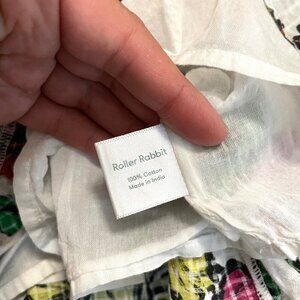 Roller Rabbit
100% Cotton
Made in India